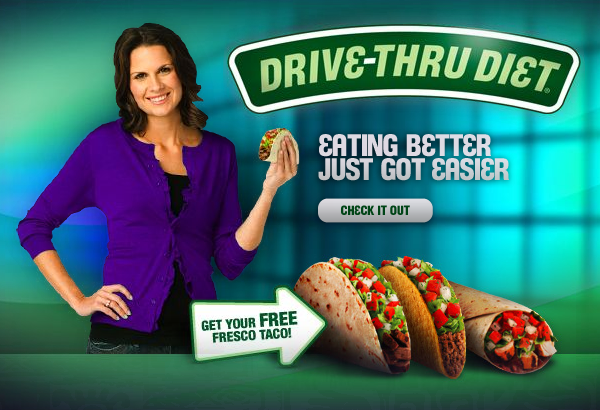 DRIVE-THRU DIET®
EATING BETTER
JUST GOT EASIER
CHECK IT OUT
GET YOUR FREE
FRESCO TACO!